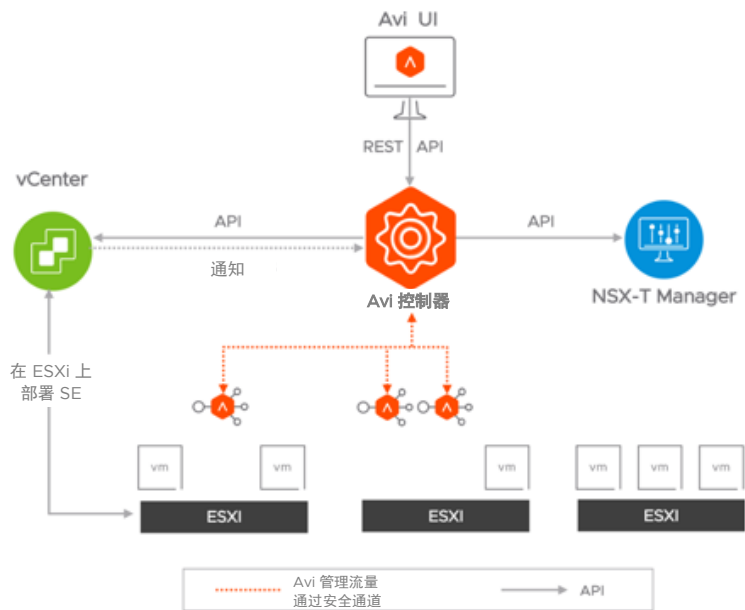 Avi UI
REST API
vCenter
API
API
通知
Avi 控制器
NSX-T Manager
在 ESXi 上
部署 SE
vm
vm
vm
vm
vm
vm
ESXI
ESXI
ESXI
Avi 管理流量
通过安全通道
API